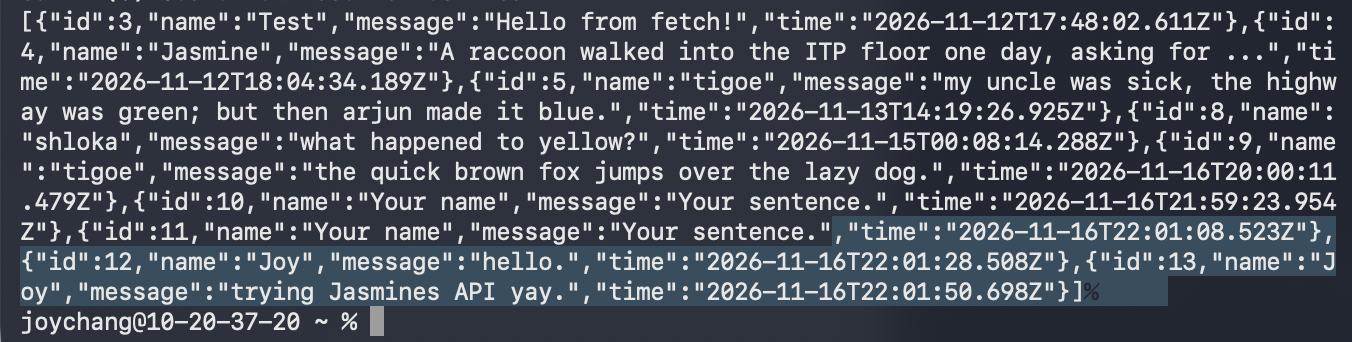 [{"id":3,"name":"Test","message":"Hello from fetch!","time":"2026-11-12T17:48:02.611Z"},{"id":
4,"name":"Jasmine","message":"A raccoon walked into the ITP floor one day, asking for ...","ti
me":"2026-11-12T18:04:34.189Z"},{"id":5,"name":"tigoe","message":"my uncle was sick, the highw
ay was green; but then arjun made it blue.","time":"2026-11-13T14:19:26.925Z"},{"id":8,"name":
"shloka","message":"what happened to yellow?","time":"2026-11-15T00:08:14.288Z"},{"id":9,"name
":"tigoe","message":"the quick brown fox jumps over the lazy dog.","time":"2026-11-16T20:00:11
.479Z"},{"id":10,"name":"Your name","message":"Your sentence.","time":"2026-11-16T21:59:23.954
Z"},{"id":11,"name":"Your name","message":"Your sentence.","time":"2026-11-16T22:01:08.523Z"},
{"id":12,"name":"Joy","message":"hello.","time":"2026-11-16T22:01:28.508Z"},{"id":13,"name":"J
oy","message":"trying Jasmines API yay.","time":"2026-11-16T22:01:50.698Z"}]%
joychang@10-20-37-20 ~ %